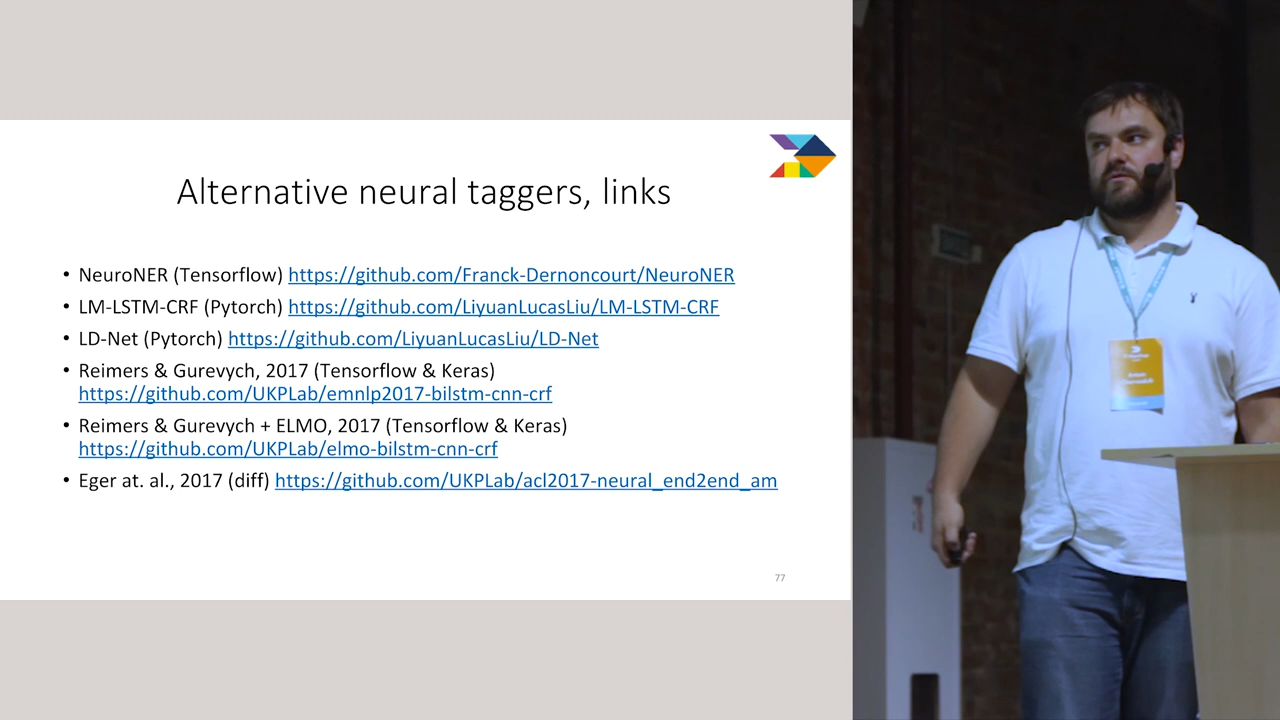 Alternative neural taggers, links
• NeuroNER (Tensorflow) https://github.com/Franck-Dernoncourt/NeuroNER
• LM-LSTM-CRF (Pytorch) https://github.com/LiyuanLucasLiu/LM-LSTM-CRF
• LD-Net (Pytorch) https://github.com/LiyuanLucasLiu/LD-Net
• Reimers & Gurevych, 2017 (Tensorflow & Keras)
https://github.com/UKPLab/emnlp2017-bilstm-cnn-crf
• Reimers & Gurevych + ELMO, 2017 (Tensorflow & Keras)
https://github.com/UKPLab/elmo-bilstm-cnn-crf
• Eger at. al., 2017 (diff) https://github.com/UKPLab/acl2017-neural_end2end_am
77